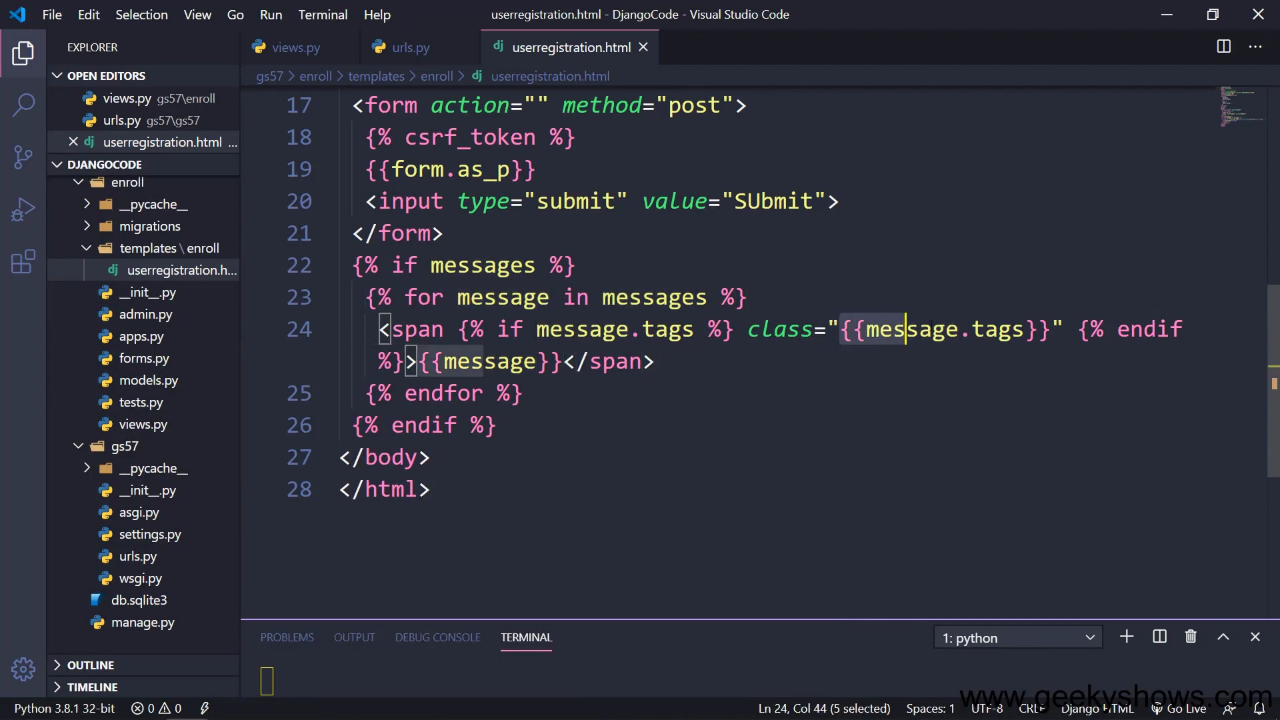 File Edit Selection View Go Run Terminal Help
userregistration.html - DjangoCode - Visual Studio Code
EXPLORER
views.py
urls.py
userregistration.html
gs57 enroll templates enroll userregistration.html
OPEN EDITORS
views.py gs57\enroll
urls.py gs57\gs57
userregistration.html ...
DJANGOCODE
enroll
__pycache__
migrations
templates \ enroll
userregistration.h...
__init__.py
admin.py
apps.py
forms.py
models.py
tests.py
views.py
gs57
__pycache__
__init__.py
asgi.py
settings.py
urls.py
wsgi.py
db.sqlite3
manage.py
OUTLINE
TIMELINE
17 <form action="" method="post">
18 {% csrf_token %}
19 {{form.as_p}}
20 <input type="submit" value="SUbmit">
21 </form>
22 {% if messages %}
23 {% for message in messages %}
24 <span {% if message.tags %} class="{{message.tags}}" {% endif
%}>{{message}}</span>
25 {% endfor %}
26 {% endif %}
27 </body>
28 </html>
PROBLEMS OUTPUT DEBUG CONSOLE TERMINAL
1: python
www.geekyshows.com
Python 3.8.1 32-bit 0 0
Ln 24, Col 44 (5 selected) Spaces: 1 UTF-8 CRLF Django HTML Go Live